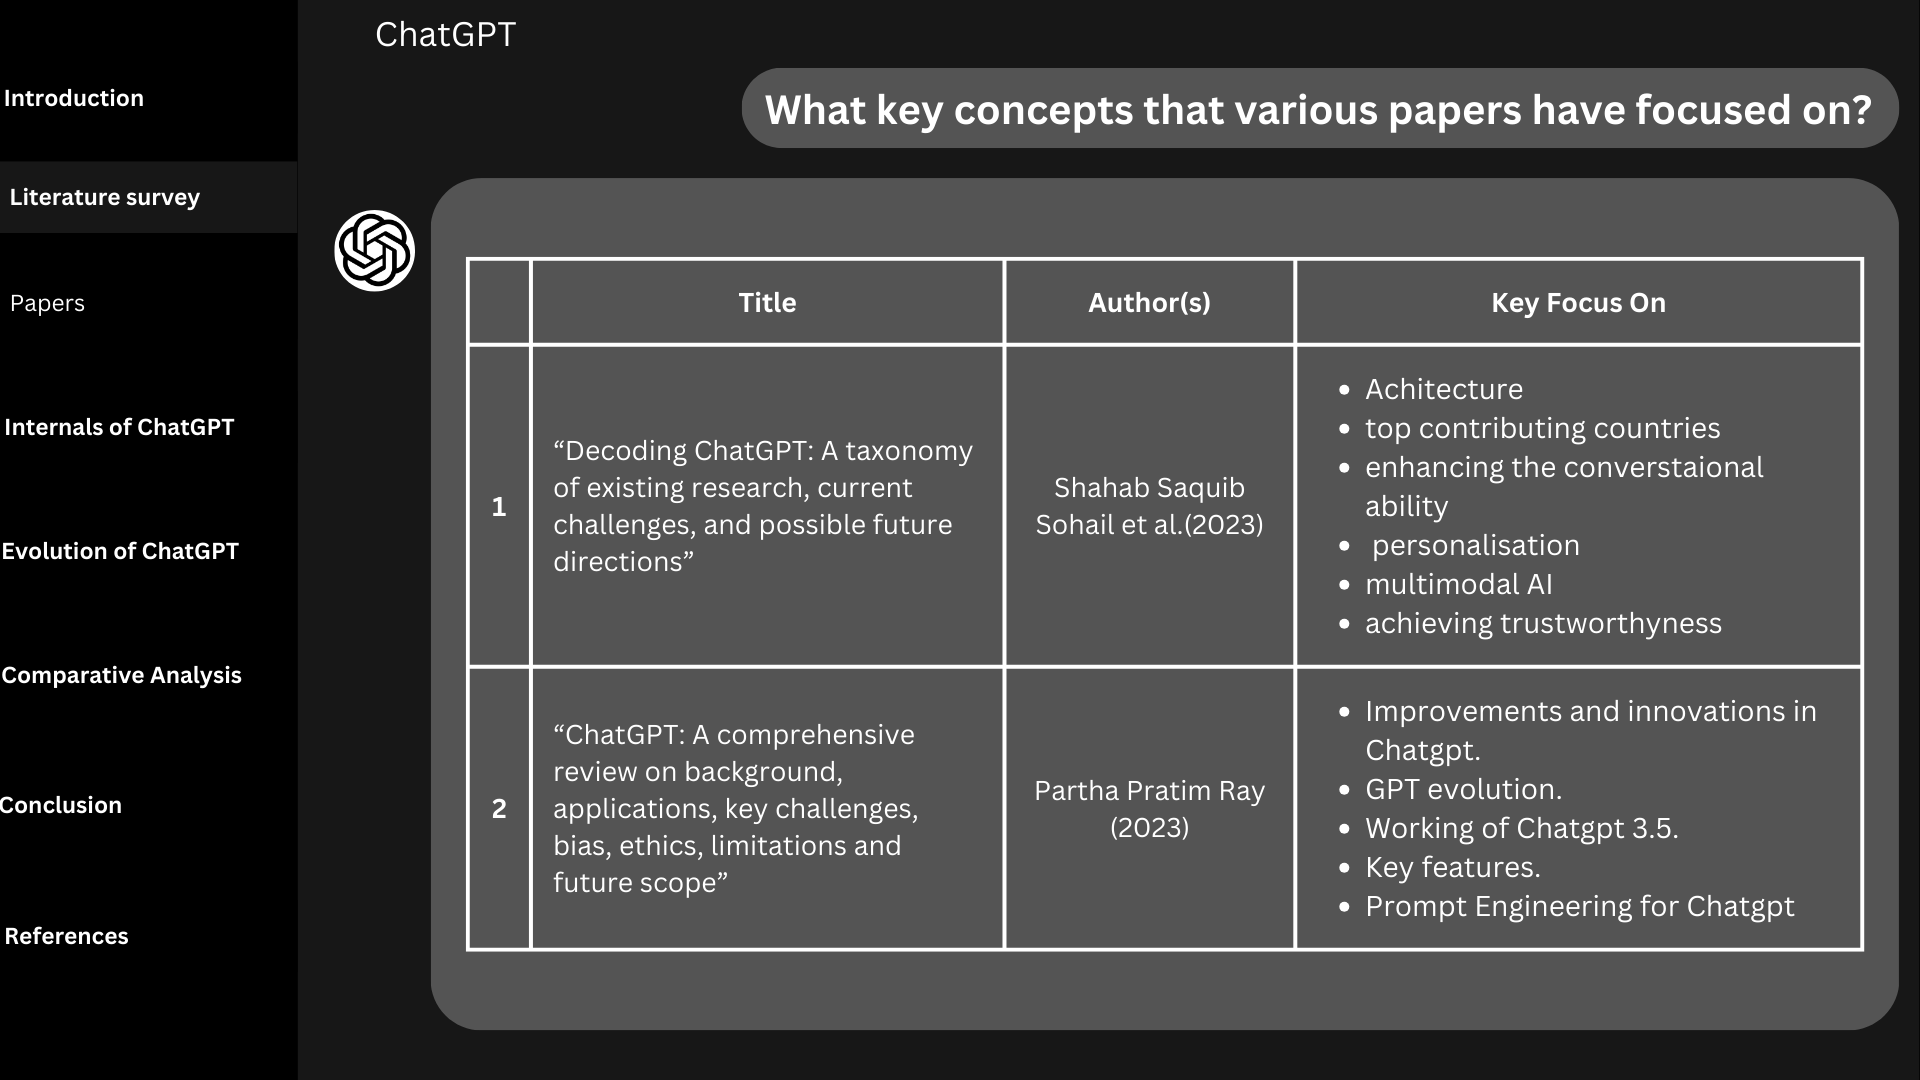 ChatGPT
Introduction
Literature survey
Papers
Internals of ChatGPT
Evolution of ChatGPT
Comparative Analysis
Conclusion
References
What key concepts that various papers have focused on?
Title
Author(s)
Key Focus On
1
“Decoding ChatGPT: A taxonomy
of existing research, current
challenges, and possible future
directions”
Shahab Saquib
Sohail et al.(2023)
• Achitecture
• top contributing countries
• enhancing the converstaional
ability
• personalisation
• multimodal AI
• achieving trustworthyness
2
“ChatGPT: A comprehensive
review on background,
applications, key challenges,
bias, ethics, limitations and
future scope”
Partha Pratim Ray
(2023)
• Improvements and innovations in
Chatgpt.
• GPT evolution.
• Working of Chatgpt 3.5.
• Key features.
• Prompt Engineering for Chatgpt